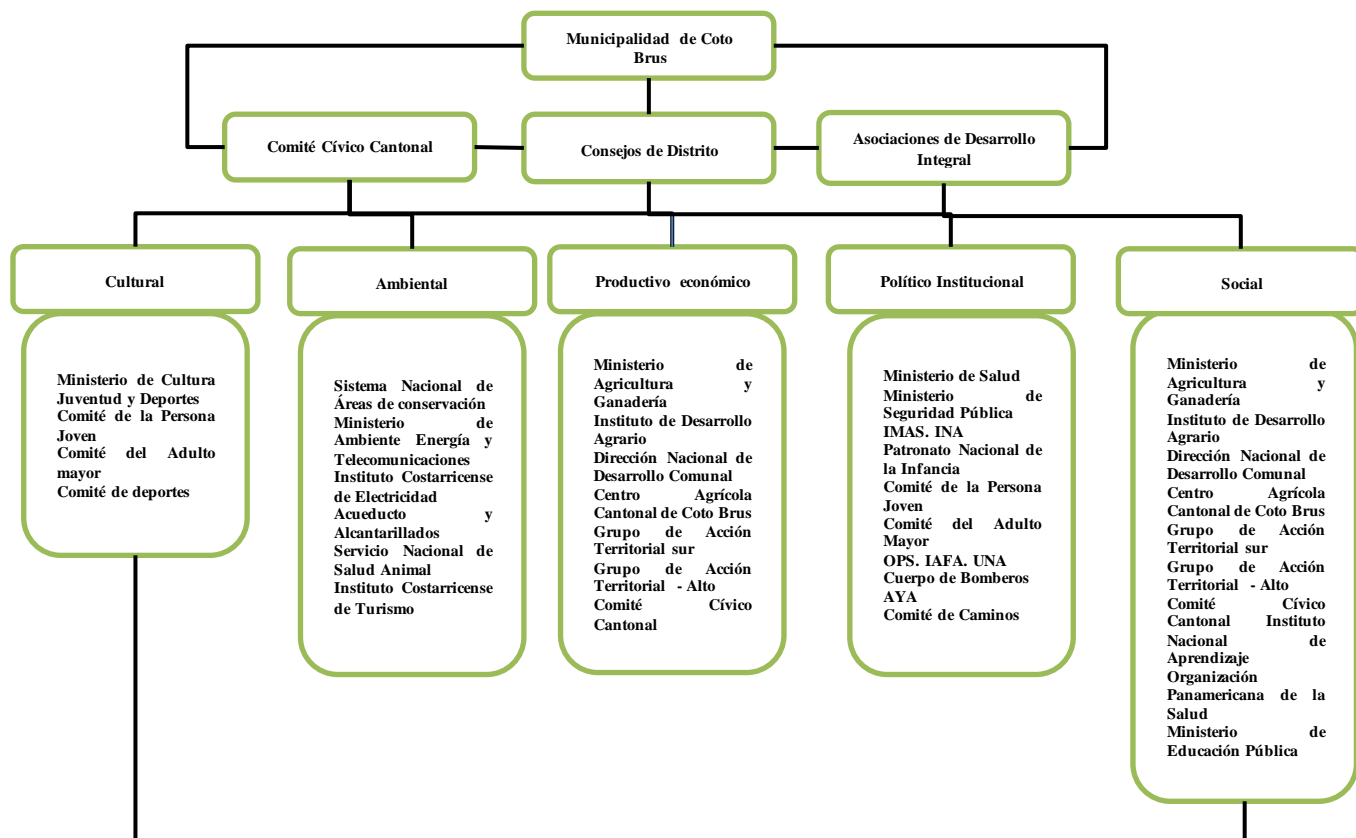 Municipalidad de Coto
Brus
Comité Cívico Cantonal
Consejos de Distrito
Asociaciones de Desarrollo
Integral
Cultural
Ambiental
Productivo económico
Político Institucional
Social
Ministerio de Cultura
Juventud y Deportes
Comité de la Persona
Joven
Comité del Adulto
mayor
Comité de deportes
Sistema Nacional de
Áreas de conservación
Ministerio de
Ambiente Energía y
Telecomunicaciones
Instituto Costarricense
de Electricidad
Acueducto y
Alcantarillados
Servicio Nacional de
Salud Animal
Instituto Costarricense
de Turismo
Ministerio de
Agricultura y
Ganadería
Instituto de Desarrollo
Agrario
Dirección Nacional de
Desarrollo Comunal
Centro Agrícola
Cantonal de Coto Brus
Grupo de Acción
Territorial sur
Grupo de Acción
Territorial - Alto
Comité Cívico
Cantonal
Ministerio de Salud
Ministerio de
Seguridad Pública
IMAS. INA
Patronato Nacional de
la Infancia
Comité de la Persona
Joven
Comité del Adulto
Mayor
OPS. IAFA. UNA
Cuerpo de Bomberos
AYA
Comité de Caminos
Ministerio de
Agricultura y
Ganadería
Instituto de Desarrollo
Agrario
Dirección Nacional de
Desarrollo Comunal
Centro Agrícola
Cantonal de Coto Brus
Grupo de Acción
Territorial sur
Grupo de Acción
Territorial - Alto
Comité Cívico
Cantonal Instituto
Nacional de
Aprendizaje
Organización
Panamericana de la
Salud
Ministerio de
Educación Pública